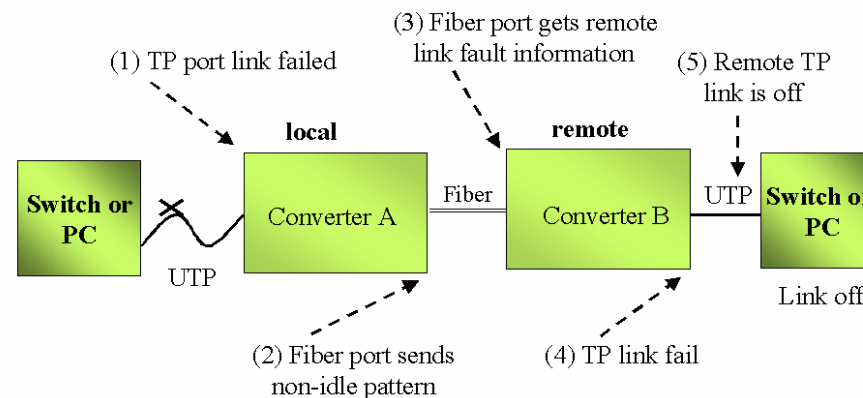 (3) Fiber port gets remote
link fault information
(1) TP port link failed
(5) Remote TP
link is off
local
remote
Switch or
PC
UTP
Converter A
Fiber
Converter B
UTP
Switch or
PC
Link off
(2) Fiber port sends
non-idle pattern
(4) TP link fail